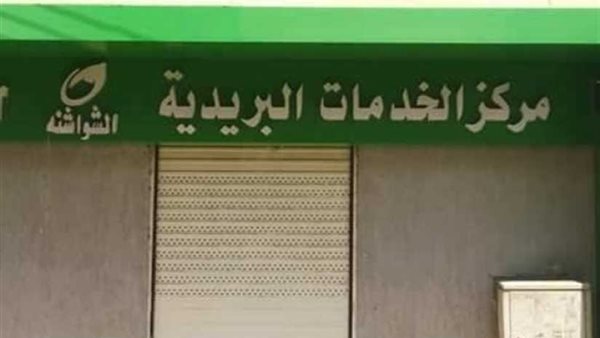 مركز الخدمات البريدية
الشواشنه